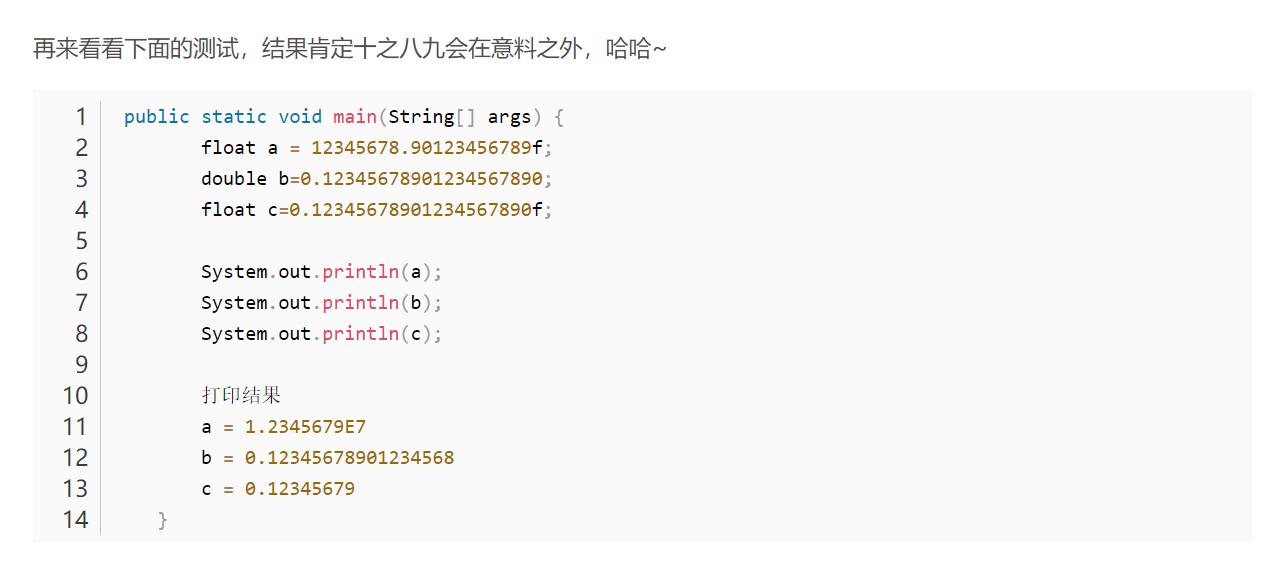 再来看看下面的测试，结果肯定十之八九会在意料之外，哈哈~
1 public static void main(String[] args) {
2 float a = 12345678.90123456789f;
3 double b=0.12345678901234567890;
4 float c=0.12345678901234567890f;
5
6 System.out.println(a);
7 System.out.println(b);
8 System.out.println(c);
9
10 打印结果
11 a = 1.2345679E7
12 b = 0.12345678901234568
13 c = 0.12345679
14 }